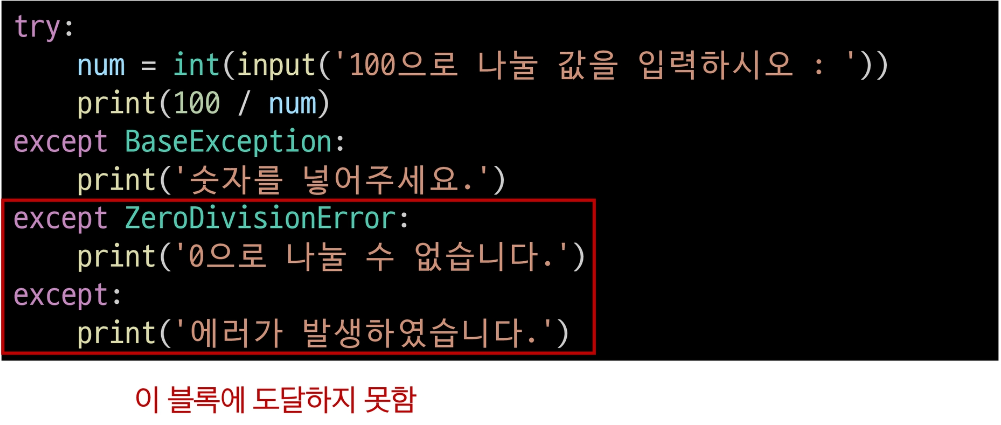 try:
    num = int(input('100으로 나눌 값을 입력하시오 : '))
    print(100 / num)
except BaseException:
    print('숫자를 넣어주세요.')
except ZeroDivisionError:
    print('0으로 나눌 수 없습니다.')
except:
    print('에러가 발생하였습니다.')
이 블록에 도달하지 못함